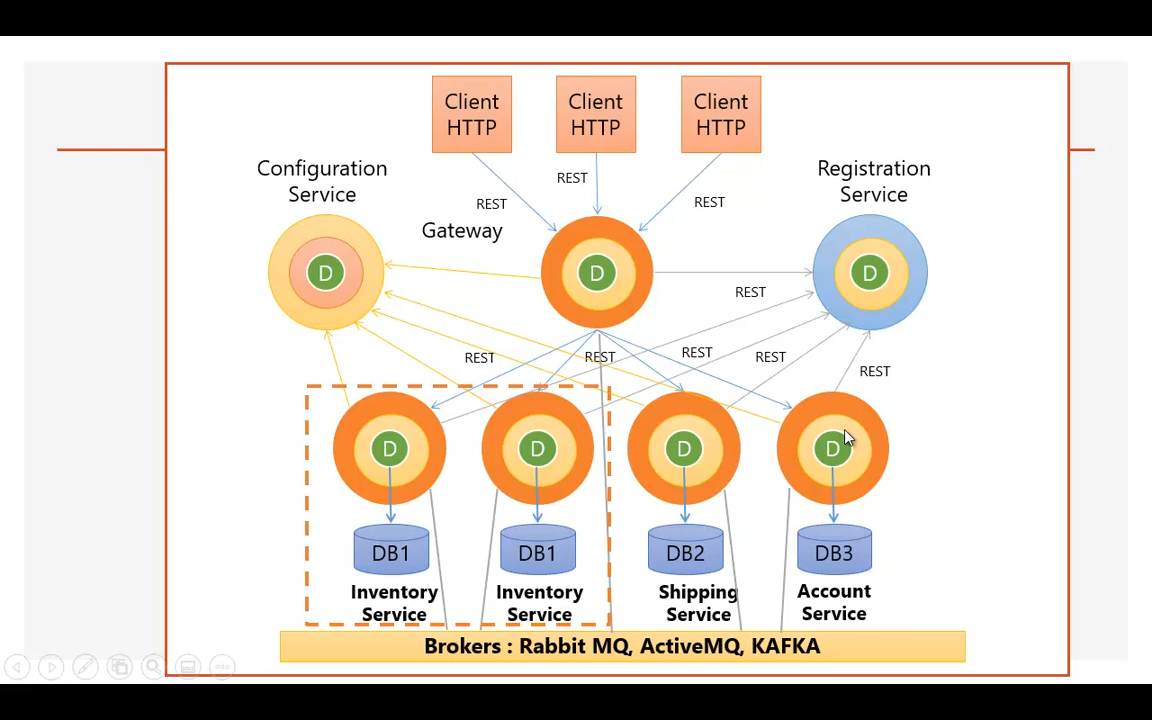 Client
HTTP
Client
HTTP
Client
HTTP
Configuration
Service
Registration
Service
REST
REST
REST
Gateway
D
D
D
REST
REST
REST
REST
REST
REST
D
D
D
D
DB1
DB1
DB2
DB3
Inventory
Service
Inventory
Service
Shipping
Service
Account
Service
Brokers : Rabbit MQ, ActiveMQ, KAFKA